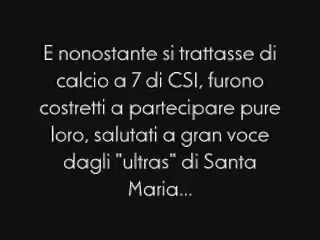 E nonostante si trattasse di
calcio a 7 di CSI, furono
costretti a partecipare pure
loro, salutati a gran voce
dagli "ultras" di Santa
Maria...